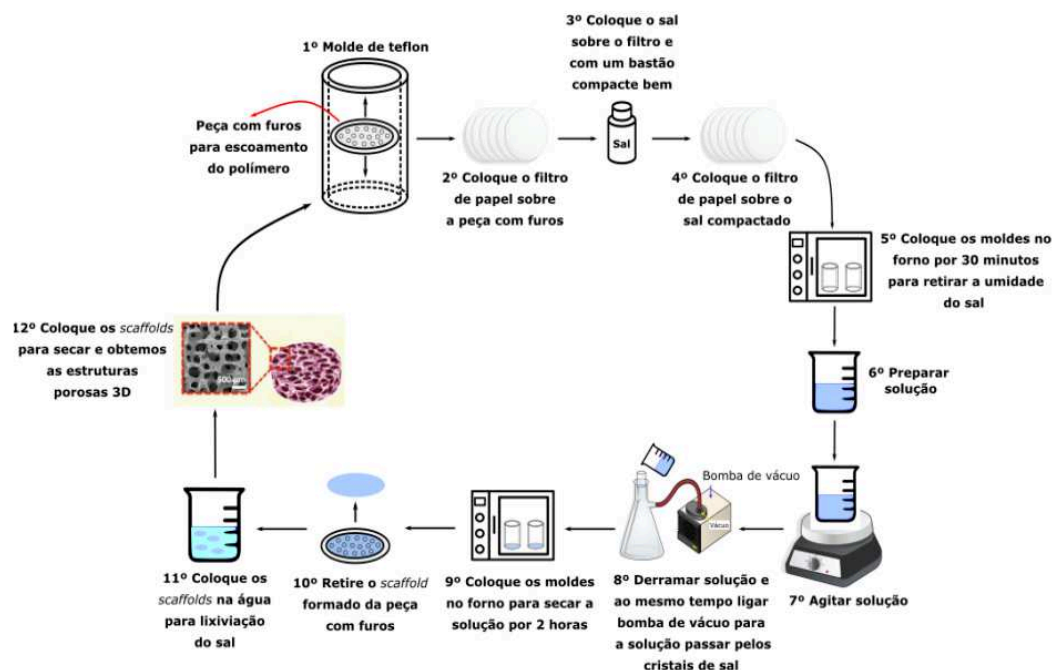 1º Molde de teflon
Peça com furos
para escoamento
do polímero
2º Coloque o filtro
de papel sobre
a peça com furos
3º Coloque o sal
sobre o filtro e
com um bastão
compacte bem
Sal
4º Coloque o filtro
de papel sobre o
sal compactado
5º Coloque os moldes no
forno por 30 minutos
para retirar a umidade
do sal
6º Preparar
solução
7º Agitar solução
Bomba de vácuo
Vácuo
8º Derramar solução e
ao mesmo tempo ligar
bomba de vácuo para
a solução passar pelos
cristais de sal
9º Coloque os moldes
no forno para secar a
solução por 2 horas
10º Retire o scaffold
formado da peça
com furos
11º Coloque os
scaffolds na água
para lixiviação
do sal
12º Coloque os scaffolds
para secar e obtemos
as estruturas
porosas 3D